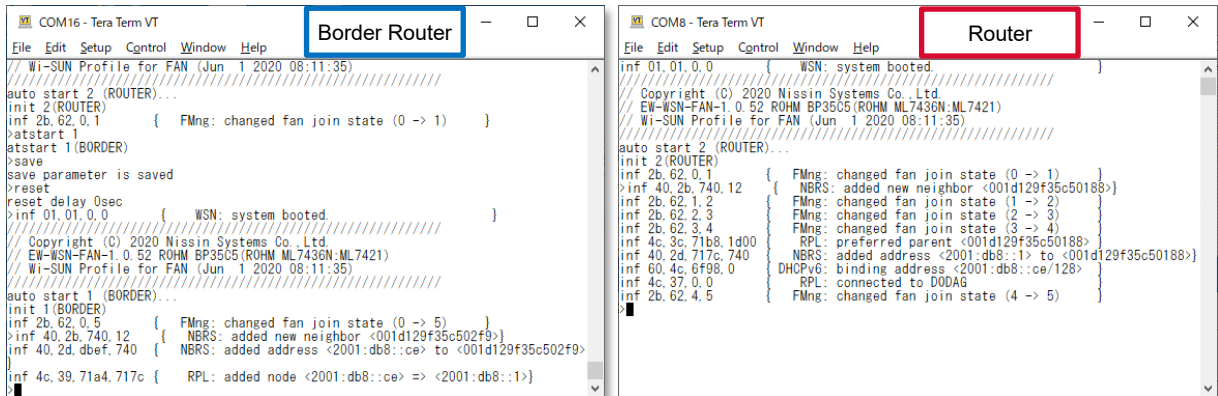 COM16 - Tera Term VT
Border Router
File Edit Setup Control Window Help
// Wi-SUN Profile for FAN (Jun  1 2020 08:11:35)
////////////////////////////////////////////////////////////
auto start 2 (ROUTER)...
init 2(ROUTER)
inf 2b,62,0,1      {  FMng: changed fan join state (0 -> 1)     }
>atstart 1
atstart 1(BORDER)
>save
save parameter is saved
>reset
reset delay 0sec
>inf 01,01,0,0      {   WSN: system booted.                     }
////////////////////////////////////////////////////////////
// Copyright (C) 2020 Nissin Systems Co.,Ltd.
// EW-WSN-FAN-1.0.52 ROHM BP35C5(ROHM ML7436N:ML7421)
// Wi-SUN Profile for FAN (Jun  1 2020 08:11:35)
////////////////////////////////////////////////////////////
auto start 1 (BORDER)...
init 1(BORDER)
inf 2b,62,0,5      {  FMng: changed fan join state (0 -> 5)     }
>inf 40,2b,740,12    {  NBRS: added new neighbor <001d129f35c502f9>}
inf 40,2d,dbef,740  {  NBRS: added address <2001:db8::ce> to <001d129f35c502f9>
}
inf 4c,39,71a4,717c {   RPL: added node <2001:db8::ce> => <2001:db8::1>}
>
COM8 - Tera Term VT
Router
File Edit Setup Control Window Help
inf 01,01,0,0      {   WSN: system booted.                     }
////////////////////////////////////////////////////////////
// Copyright (C) 2020 Nissin Systems Co.,Ltd.
// EW-WSN-FAN-1.0.52 ROHM BP35C5(ROHM ML7436N:ML7421)
// Wi-SUN Profile for FAN (Jun  1 2020 08:11:35)
////////////////////////////////////////////////////////////
auto start 2 (ROUTER)...
init 2(ROUTER)
inf 2b,62,0,1      {  FMng: changed fan join state (0 -> 1)     }
>inf 40,2b,740,12    {  NBRS: added new neighbor <001d129f35c50188>}
inf 2b,62,1,2      {  FMng: changed fan join state (1 -> 2)     }
inf 2b,62,2,3      {  FMng: changed fan join state (2 -> 3)     }
inf 2b,62,3,4      {  FMng: changed fan join state (3 -> 4)     }
inf 4c,3c,71b8,1d00 {   RPL: preferred parent <001d129f35c50188> }
inf 40,2d,717c,740  {  NBRS: added address <2001:db8::1> to <001d129f35c50188>}
inf 60,4c,6f98,0   { DHCPv6: binding address <2001:db8::ce/128>  }
inf 4c,37,0,0      {   RPL: connected to DODAG                  }
inf 2b,62,4,5      {  FMng: changed fan join state (4 -> 5)     }
>